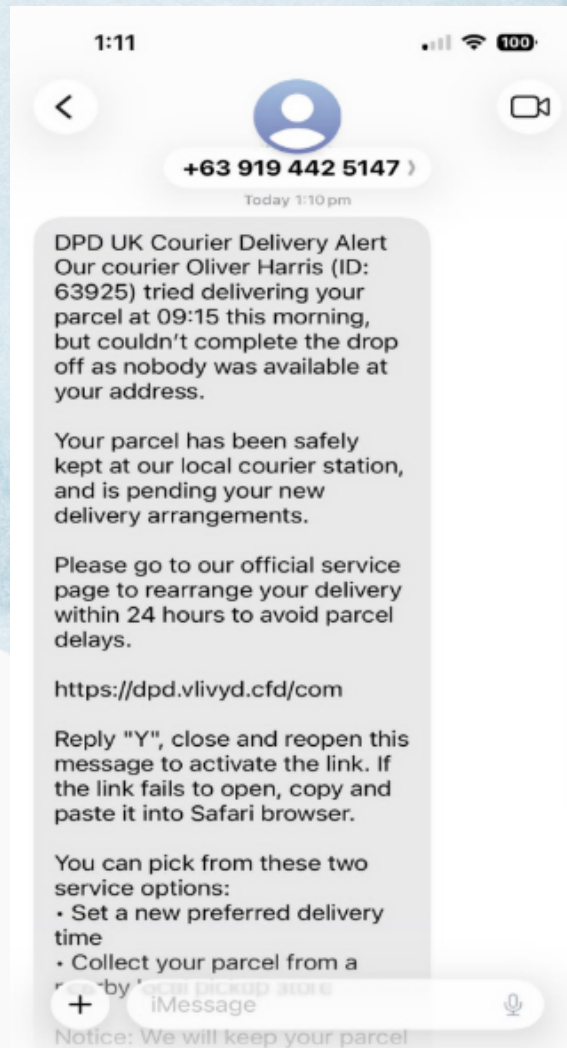 1:11
100
+63 919 442 5147
Today 1:10 pm
DPD UK Courier Delivery Alert
Our courier Oliver Harris (ID:
63925) tried delivering your
parcel at 09:15 this morning,
but couldn't complete the drop
off as nobody was available at
your address.
Your parcel has been safely
kept at our local courier station,
and is pending your new
delivery arrangements.
Please go to our official service
page to rearrange your delivery
within 24 hours to avoid parcel
delays.
https://dpd.vlivyd.cfd/com
Reply "Y", close and reopen this
message to activate the link. If
the link fails to open, copy and
paste it into Safari browser.
You can pick from these two
service options:
• Set a new preferred delivery
time
• Collect your parcel from a
nearby local pickup store
iMessage
Notice: We will keep your parcel